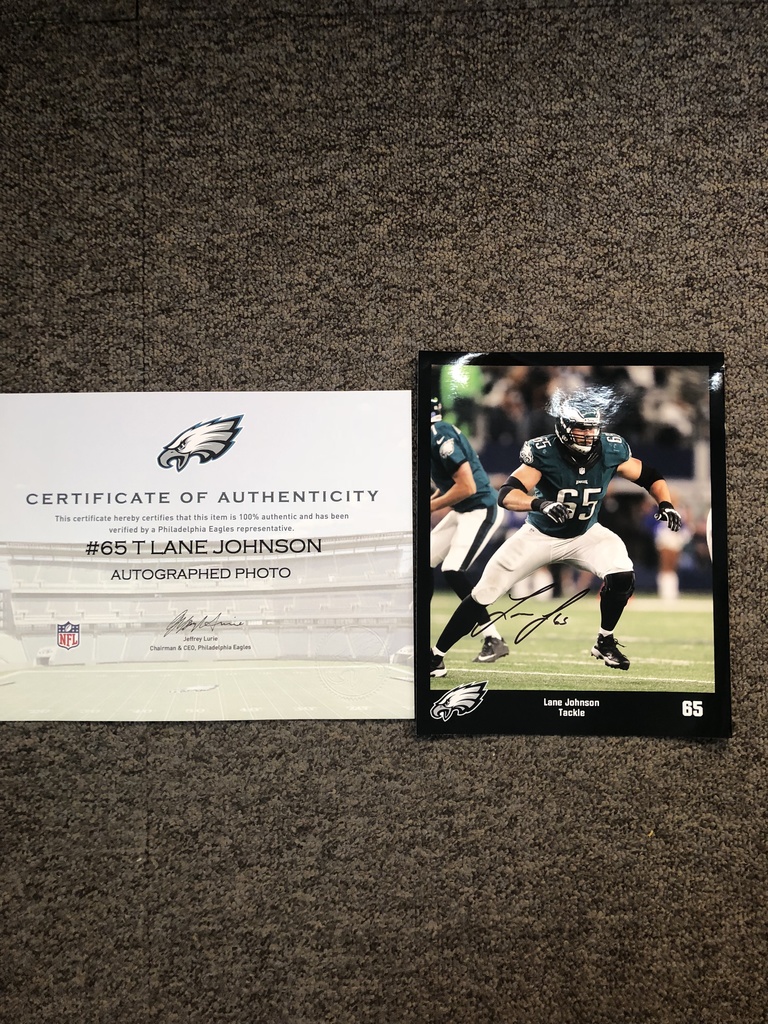 CERTIFICATE OF AUTHENTICITY
This certificate hereby certifies that this item is 100% authentic and has been
verified by a Philadelphia Eagles representative.
#65 T LANE JOHNSON
AUTOGRAPHED PHOTO
NFL
Jeffrey Lurie
Chairman & CEO, Philadelphia Eagles
65
65
65
Lane Johnson
Tackle
65